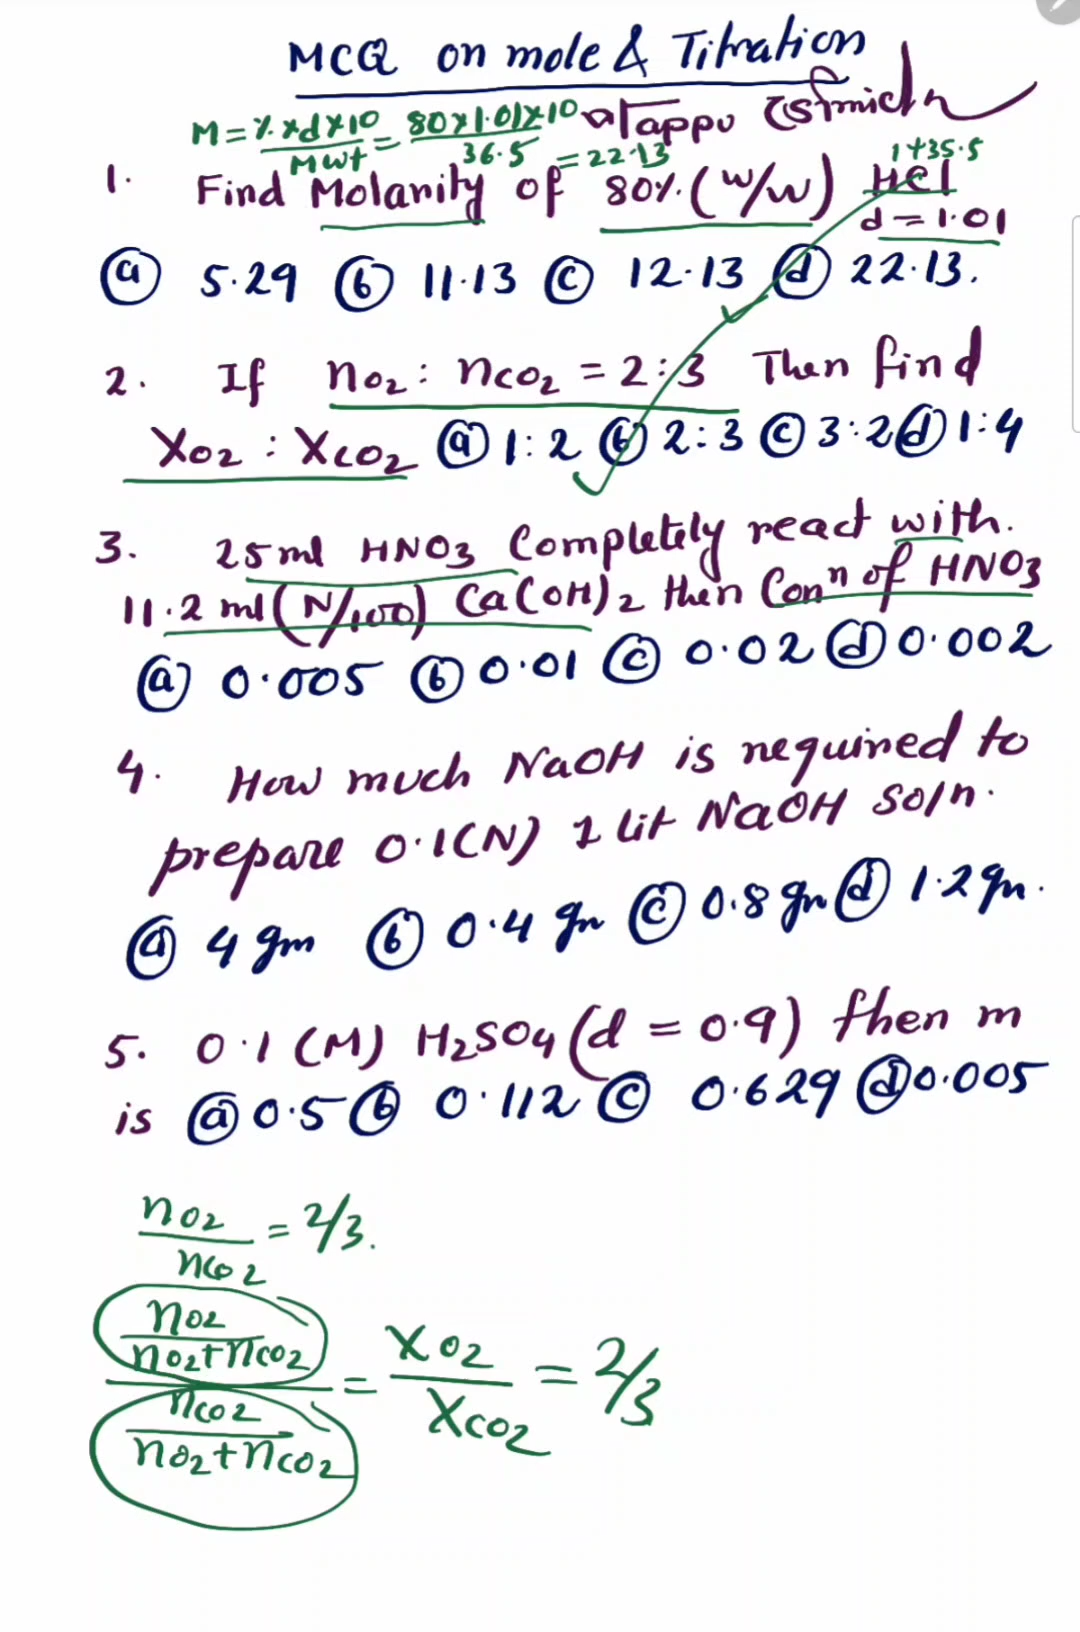 MCQ on mole & Titration
M = %×d×10 / Mwt = 80×1.01×10 / 36.5 = 22.13
Tappu
1+35.5
1. Find Molarity of 80% (w/w) HCl
d = 1.01
(a) 5.29 (b) 11.13 (c) 12.13 (d) 22.13.
2. If nO2 : nCO2 = 2:3 Then find
XO2 : XCO2 (a) 1:2 (b) 2:3 (c) 3:2 (d) 1:4
3. 25 ml HNO3 Completely react with.
11.2 ml (N/100) Ca(OH)2 then Conn of HNO3
(a) 0.005 (b) 0.01 (c) 0.02 (d) 0.002
4. How much NaOH is required to
prepare 0.1(N) 1 lit NaOH soln.
(a) 4 gm (b) 0.4 gm (c) 0.8 gm (d) 1.2 gm.
5. 0.1 (M) H2SO4 (d = 0.9) then m
is (a) 0.5 (b) 0.112 (c) 0.629 (d) 0.005
nO2 / nCO2 = 2/3.
nO2 / nO2+nCO2
nCO2 / nO2+nCO2
= XO2 / XCO2 = 2/3